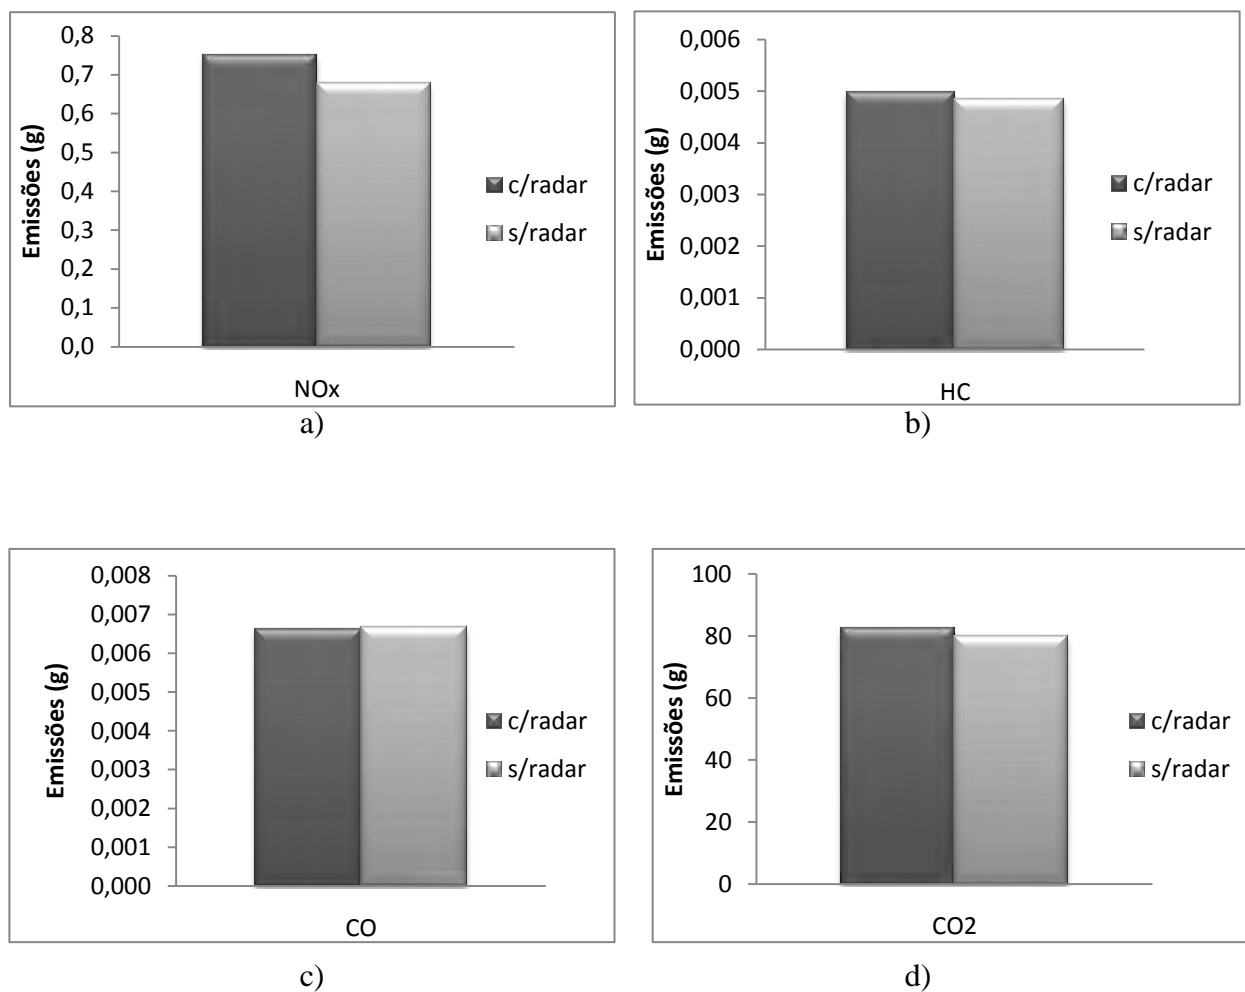 0,8
0,7
0,6
0,5
0,4
0,3
0,2
0,1
0,0
Emissões (g)
c/radar
s/radar
NOx
a)
0,006
0,005
0,004
0,003
0,002
0,001
0,000
Emissões (g)
c/radar
s/radar
HC
b)
0,008
0,007
0,006
0,005
0,004
0,003
0,002
0,001
0,000
Emissões (g)
c/radar
s/radar
CO
c)
100
80
60
40
20
0
Emissões (g)
c/radar
s/radar
CO2
d)